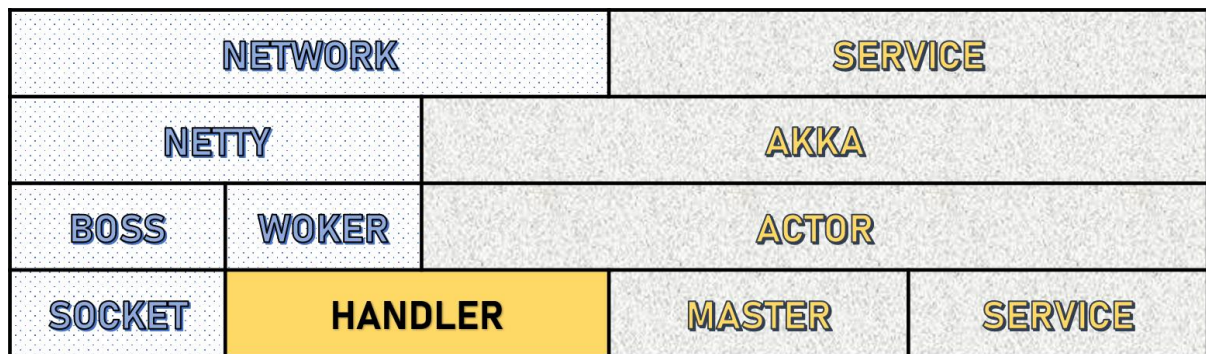 NETWORK SERVICE
NETTY AKKA
BOSS WOKER ACTOR
SOCKET HANDLER MASTER SERVICE